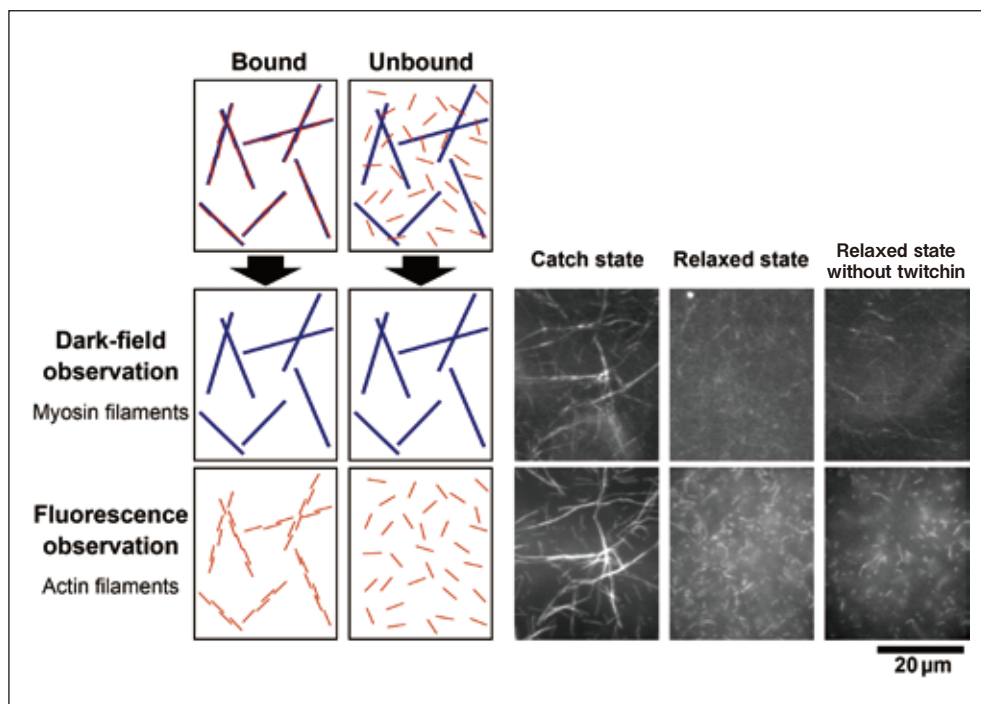 Bound
Unbound
Catch state
Relaxed state
Relaxed state
without twitchin
Dark-field
observation
Myosin filaments
Fluorescence
observation
Actin filaments
20 µm